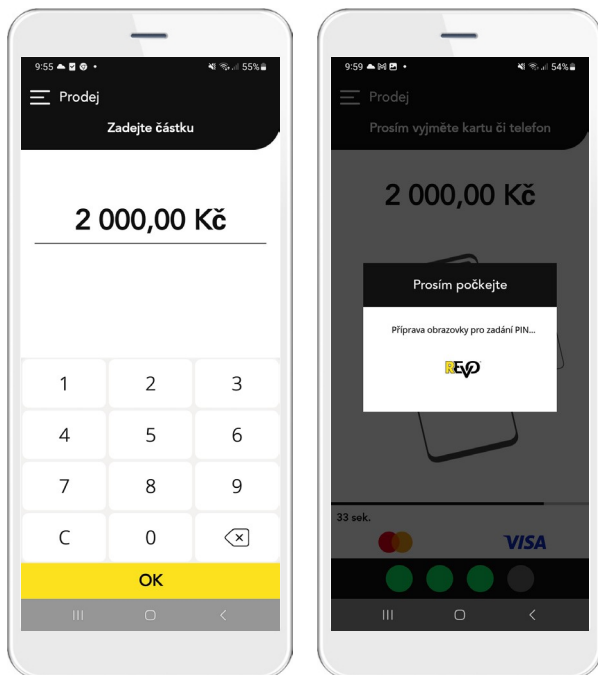 9:55
55%
Prodej
Zadejte částku
2 000,00 Kč
1 2 3
4 5 6
7 8 9
C 0
OK
9:59
54%
Prodej
Prosím vyjměte kartu či telefon
2 000,00 Kč
Prosím počkejte
Příprava obrazovky pro zadání PIN...
REVO
33 sek.
VISA